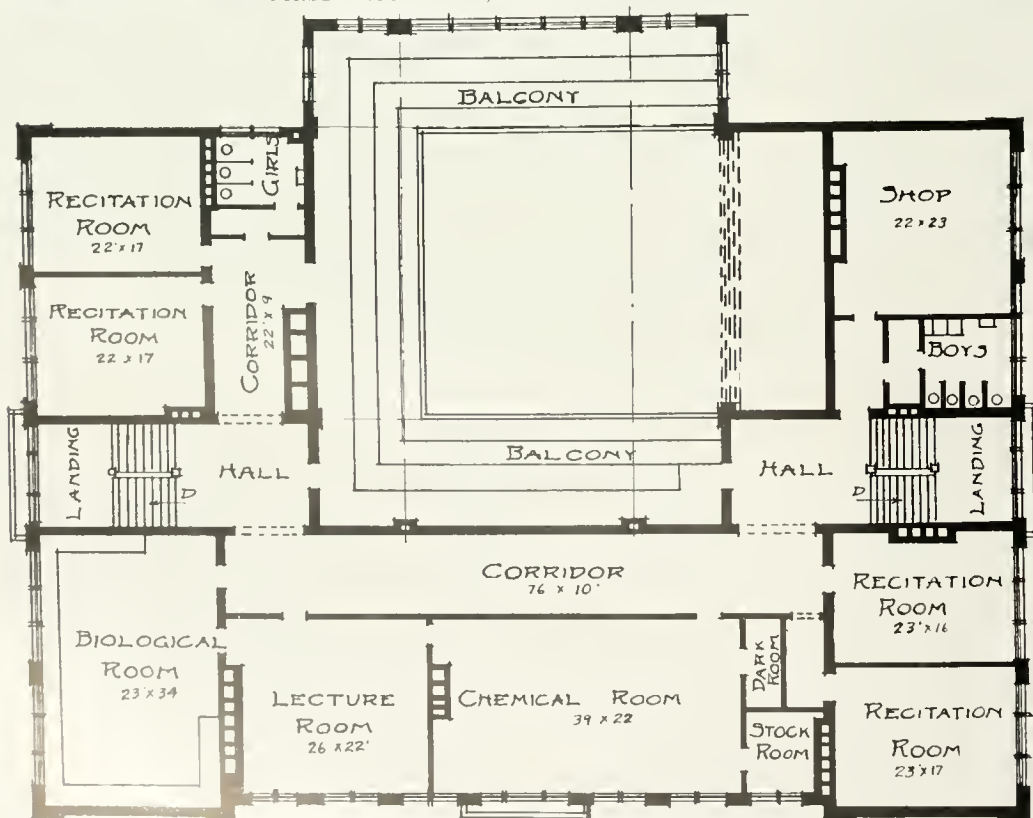 BALCONY
RECITATION
ROOM
22'x17
GIRLS
SHOP
22x23
RECITATION
ROOM
22x17
CORRIDOR
22'x9
BOYS
LANDING
D
HALL
BALCONY
HALL
D
LANDING
CORRIDOR
76 x 10'
BIOLOGICAL
ROOM
23'x34
LECTURE
ROOM
26 x22'
CHEMICAL ROOM
39 x22
DARK
ROOM
STOCK
ROOM
RECITATION
ROOM
23'x16
RECITATION
ROOM
23'x17